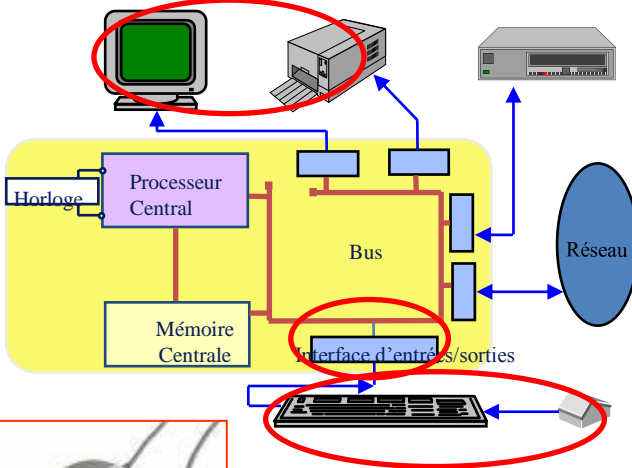 Horloge
Processeur
Central
Bus
Réseau
Mémoire
Centrale
Interface d'entrées/sorties